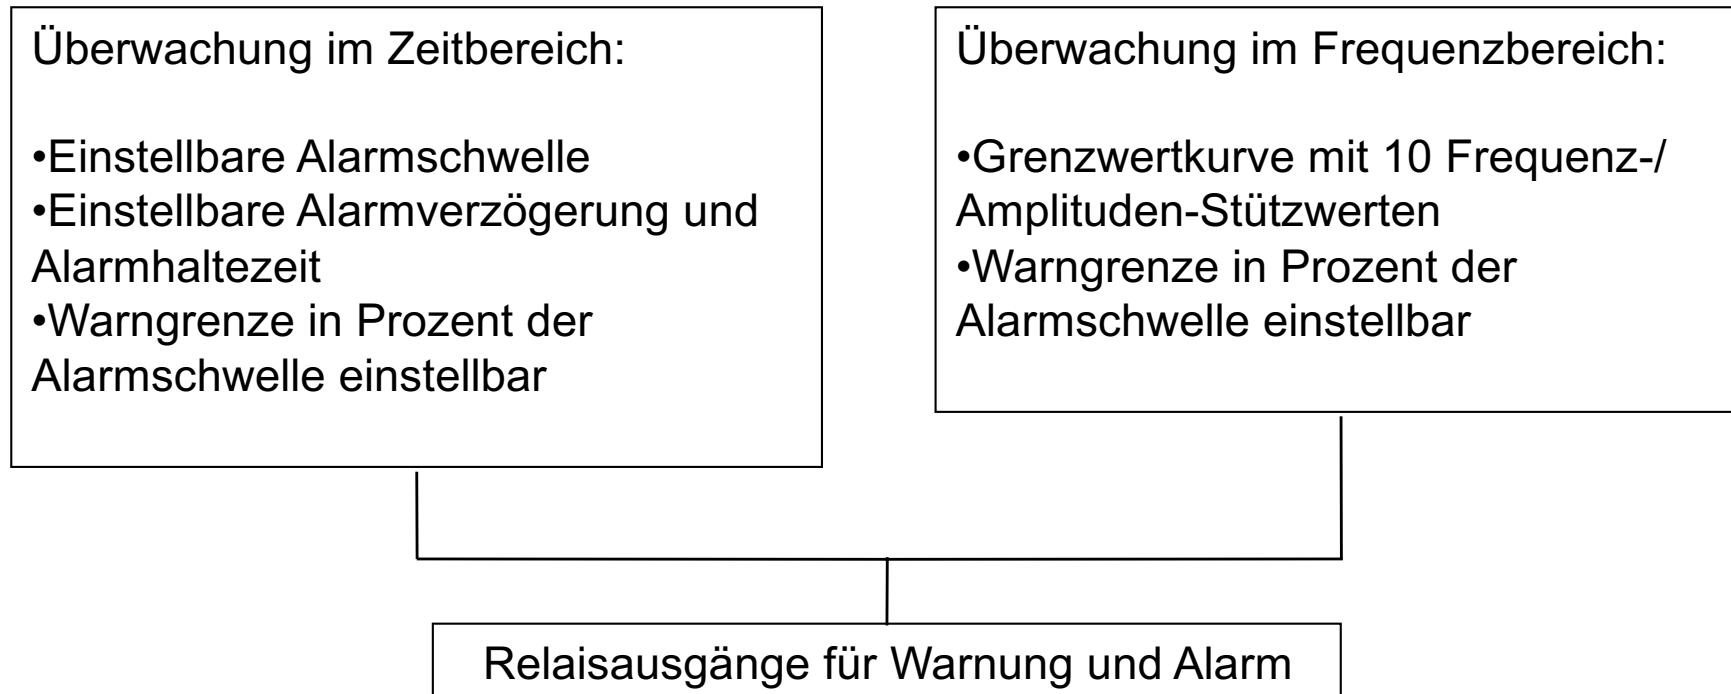 Überwachung im Zeitbereich:
•Einstellbare Alarmschwelle
•Einstellbare Alarmverzögerung und
Alarmhaltezeit
•Warngrenze in Prozent der
Alarmschwelle einstellbar
Überwachung im Frequenzbereich:
•Grenzwertkurve mit 10 Frequenz-/
Amplituden-Stützwerten
•Warngrenze in Prozent der
Alarmschwelle einstellbar
Relaisausgänge für Warnung und Alarm